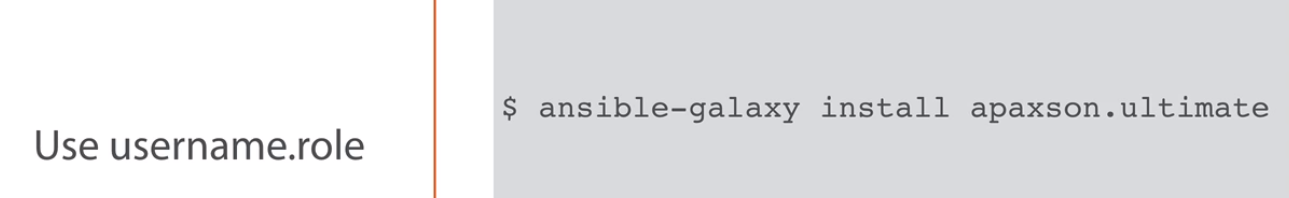 Use username.role
$ ansible-galaxy install apaxson.ultimate